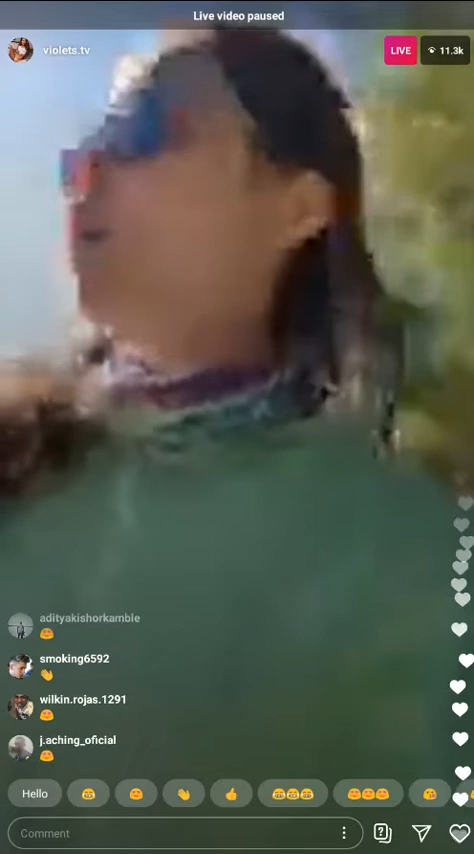 Live video paused
violets.tv
LIVE
11.3k
adityakishorkamble
smoking6592
wilkin.rojas.1291
j.aching_oficial
Hello
Comment